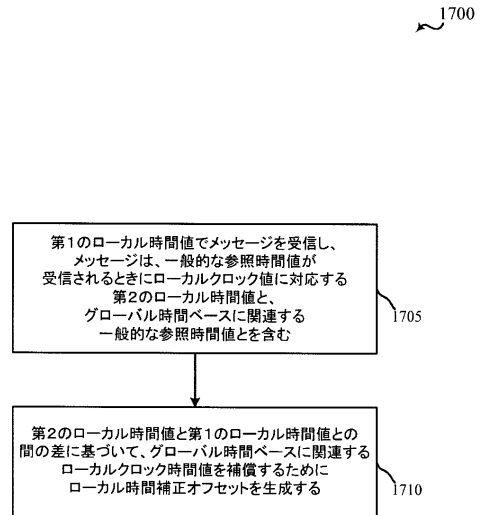 1700
第1のローカル時間値でメッセージを受信し、
メッセージは、一般的な参照時間値が
受信されるときにローカルクロック値に対応する
第2のローカル時間値と、
グローバル時間ベースに関連する
一般的な参照時間値とを含む
1705
第2のローカル時間値と第1のローカル時間値との
間の差に基づいて、グローバル時間ベースに関連する
ローカルクロック時間値を補償するために
ローカル時間補正オフセットを生成する
1710